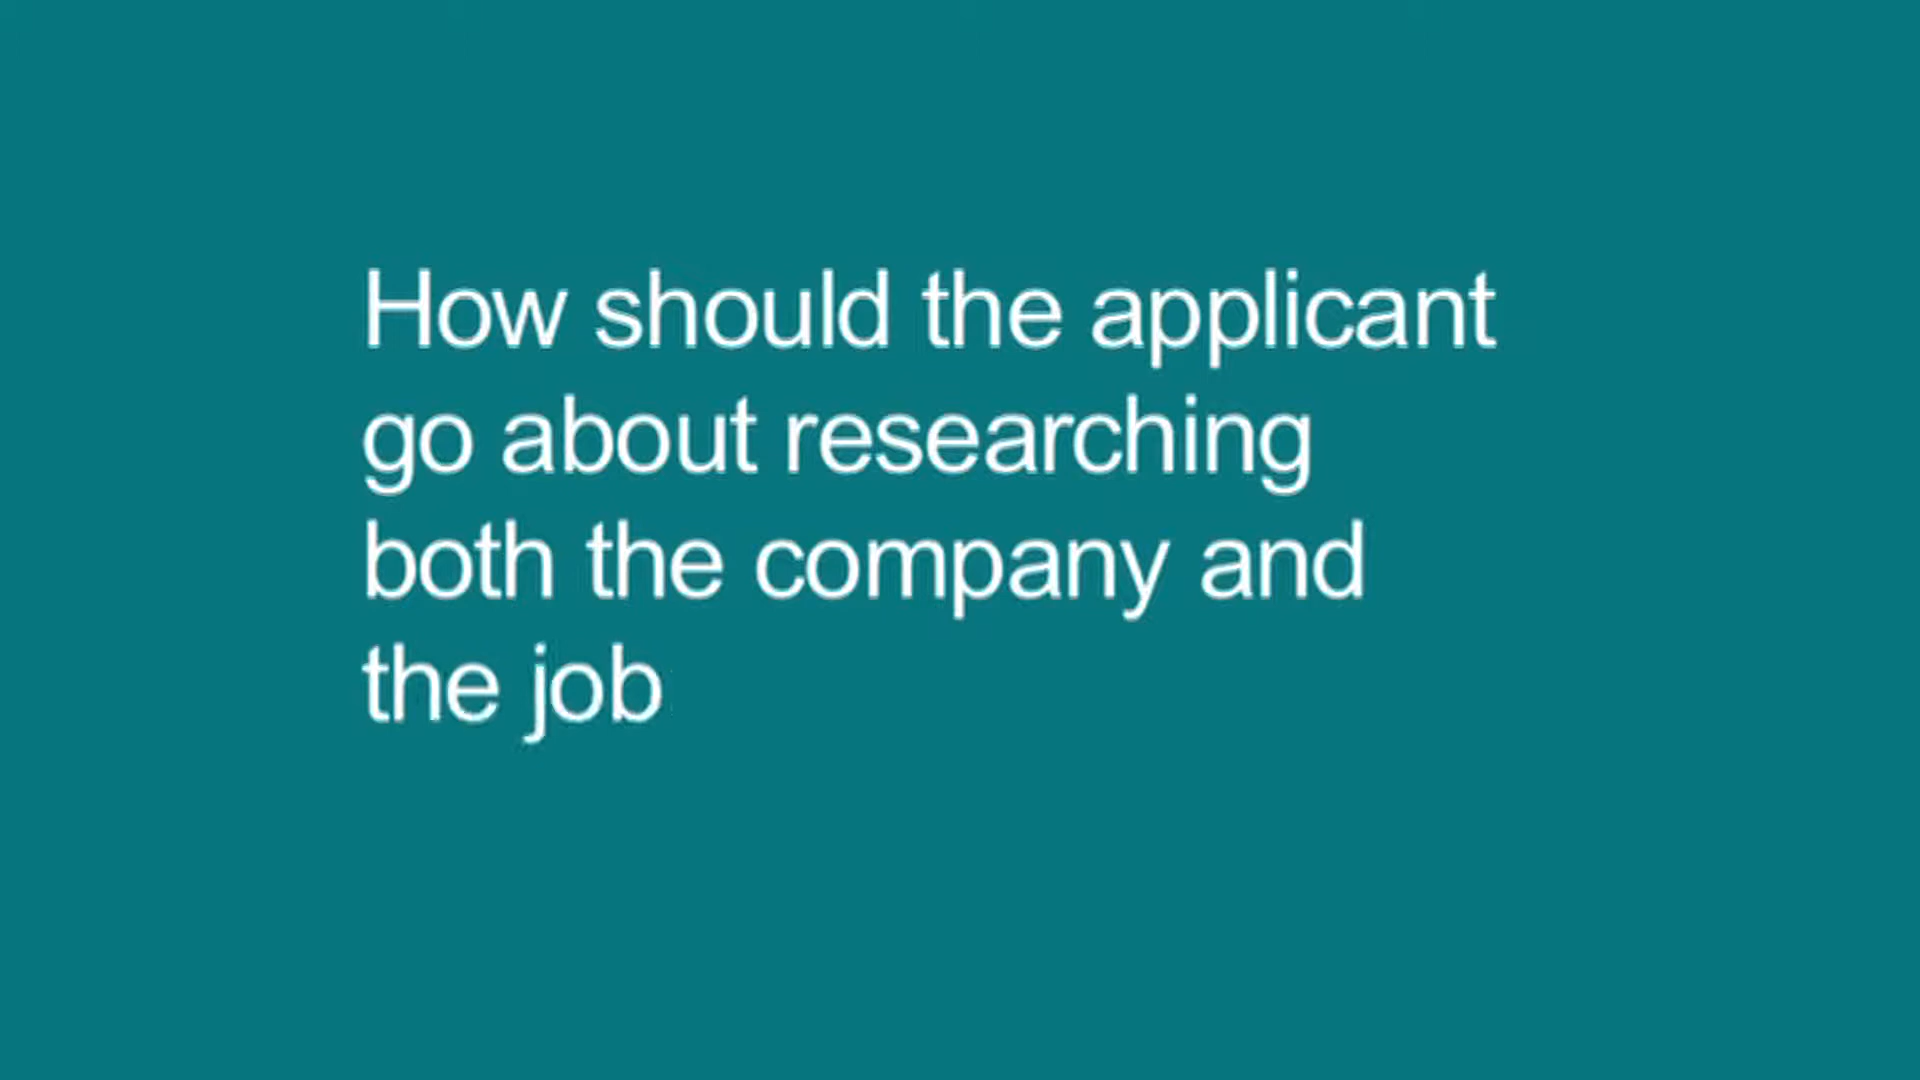 How should the applicant
go about researching
both the company and
the job